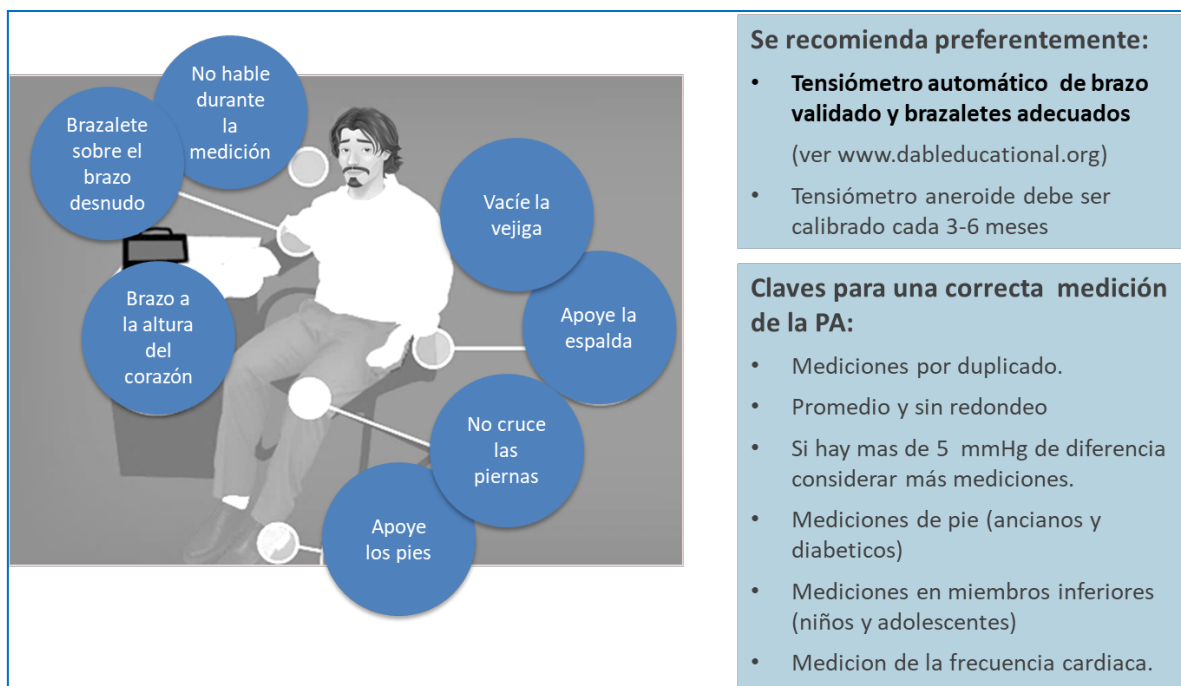 No hable
durante
la
medición
Brazalete
sobre el
brazo
desnudo
Vacíe la
vejiga
Brazo a
la altura
del
corazón
Apoye la
espalda
No cruce
las
piernas
Apoye
los pies
Se recomienda preferentemente:
• Tensiómetro automático de brazo
validado y brazaletes adecuados
(ver www.dableducational.org)
• Tensiómetro aneroide debe ser
calibrado cada 3-6 meses
Claves para una correcta medición
de la PA:
• Mediciones por duplicado.
• Promedio y sin redondeo
• Si hay mas de 5 mmHg de diferencia
considerar más mediciones.
• Mediciones de pie (ancianos y
diabeticos)
• Mediciones en miembros inferiores
(niños y adolescentes)
• Medicion de la frecuencia cardiaca.